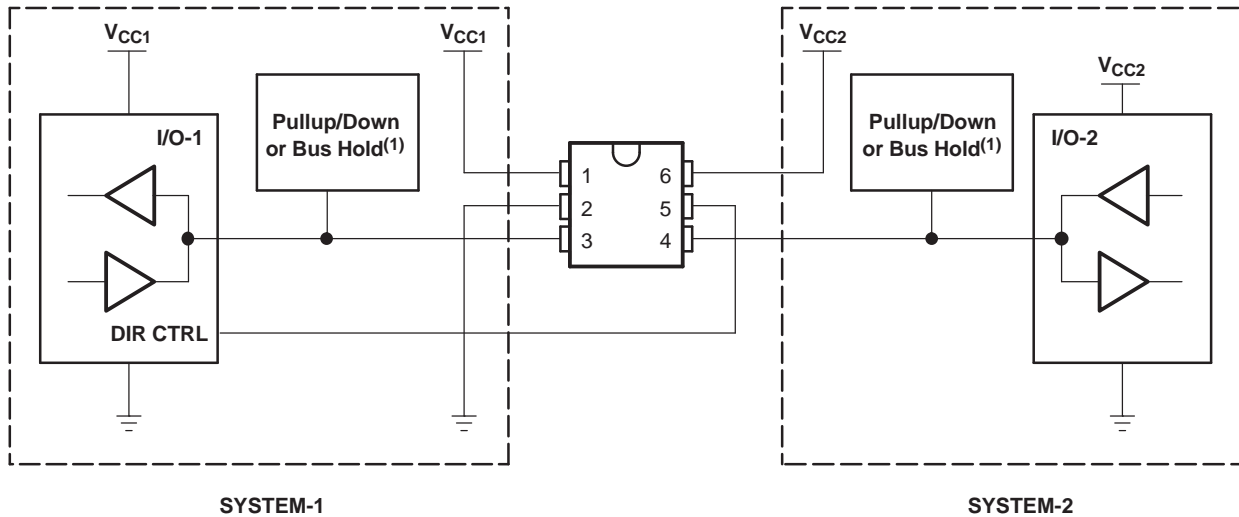 VCC1
VCC1
VCC2
VCC2
I/O-1
Pullup/Down
or Bus Hold(1)
Pullup/Down
or Bus Hold(1)
I/O-2
1 6
2 5
3 4
DIR CTRL
SYSTEM-1
SYSTEM-2